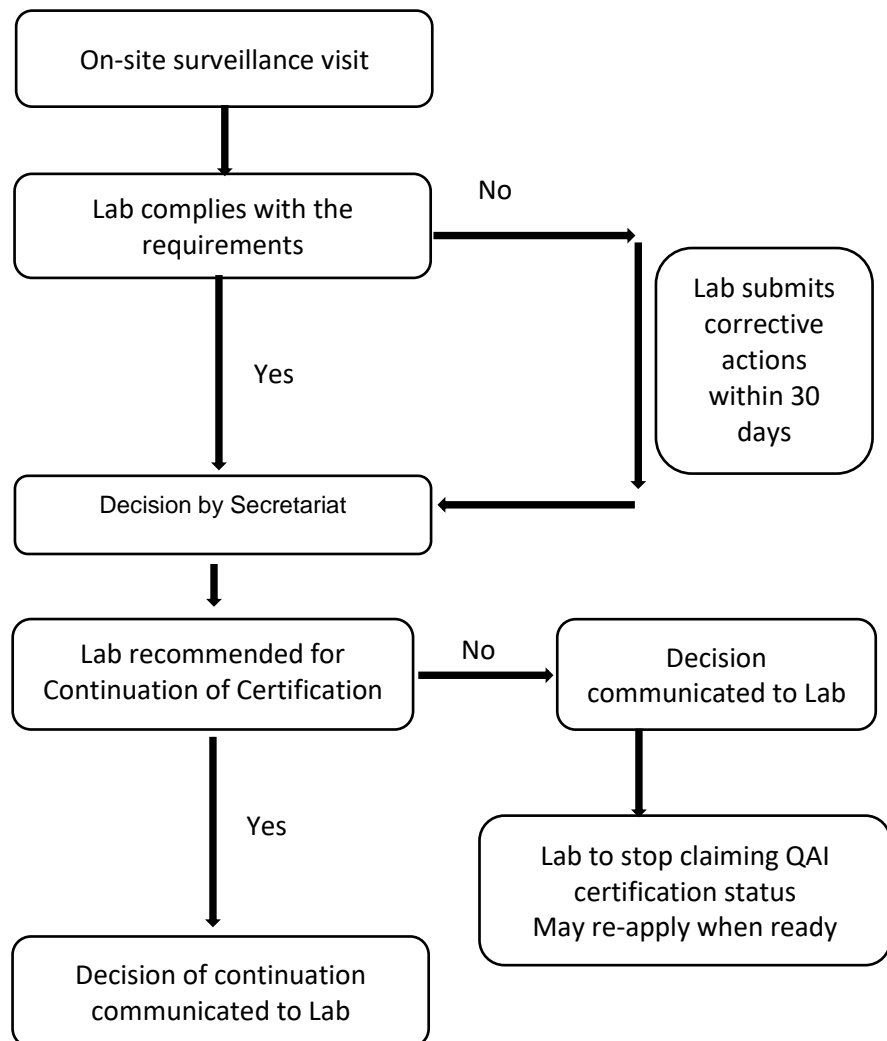 On-site surveillance visit
Lab complies with the
requirements
No
Lab submits
corrective
actions
within 30
days
Yes
Decision by Secretariat
Lab recommended for
Continuation of Certification
No
Decision
communicated to Lab
Yes
Lab to stop claiming QAI
certification status
May re-apply when ready
Decision of continuation
communicated to Lab